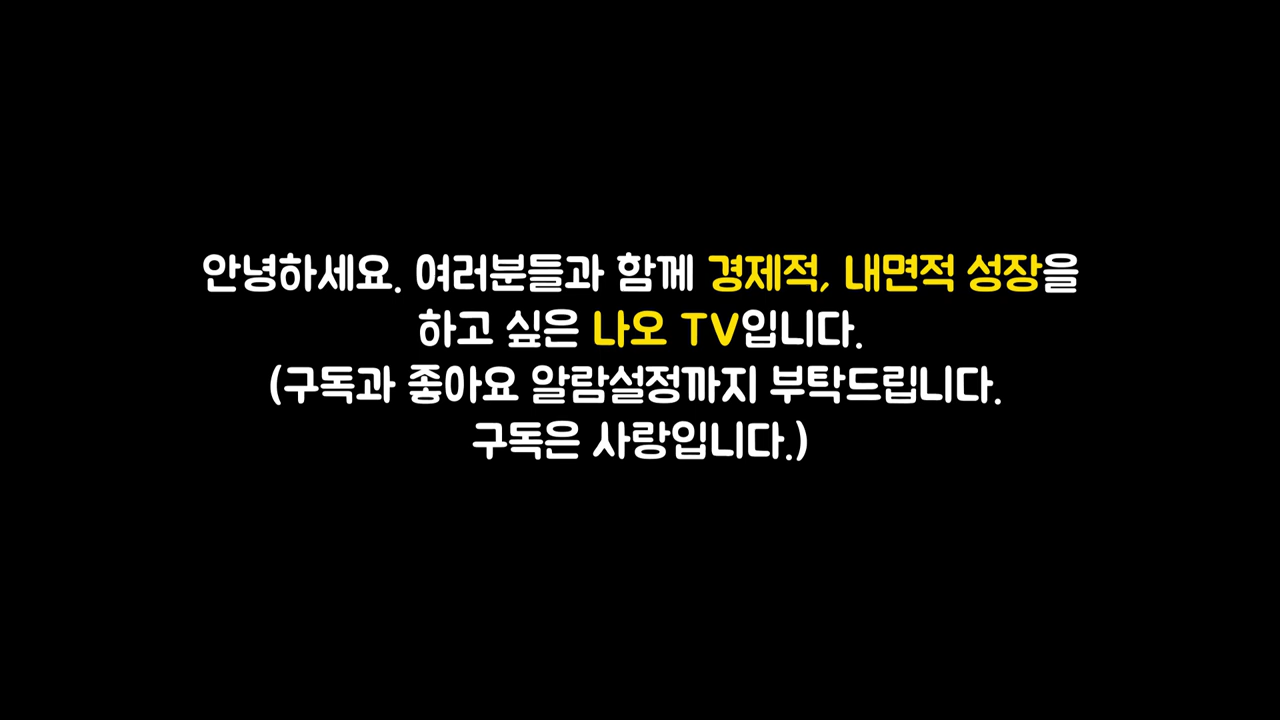 안녕하세요. 여러분들과 함께 경제적, 내면적 성장을
하고 싶은 나오 TV입니다.
(구독과 좋아요 알람설정까지 부탁드립니다.
구독은 사랑입니다.)